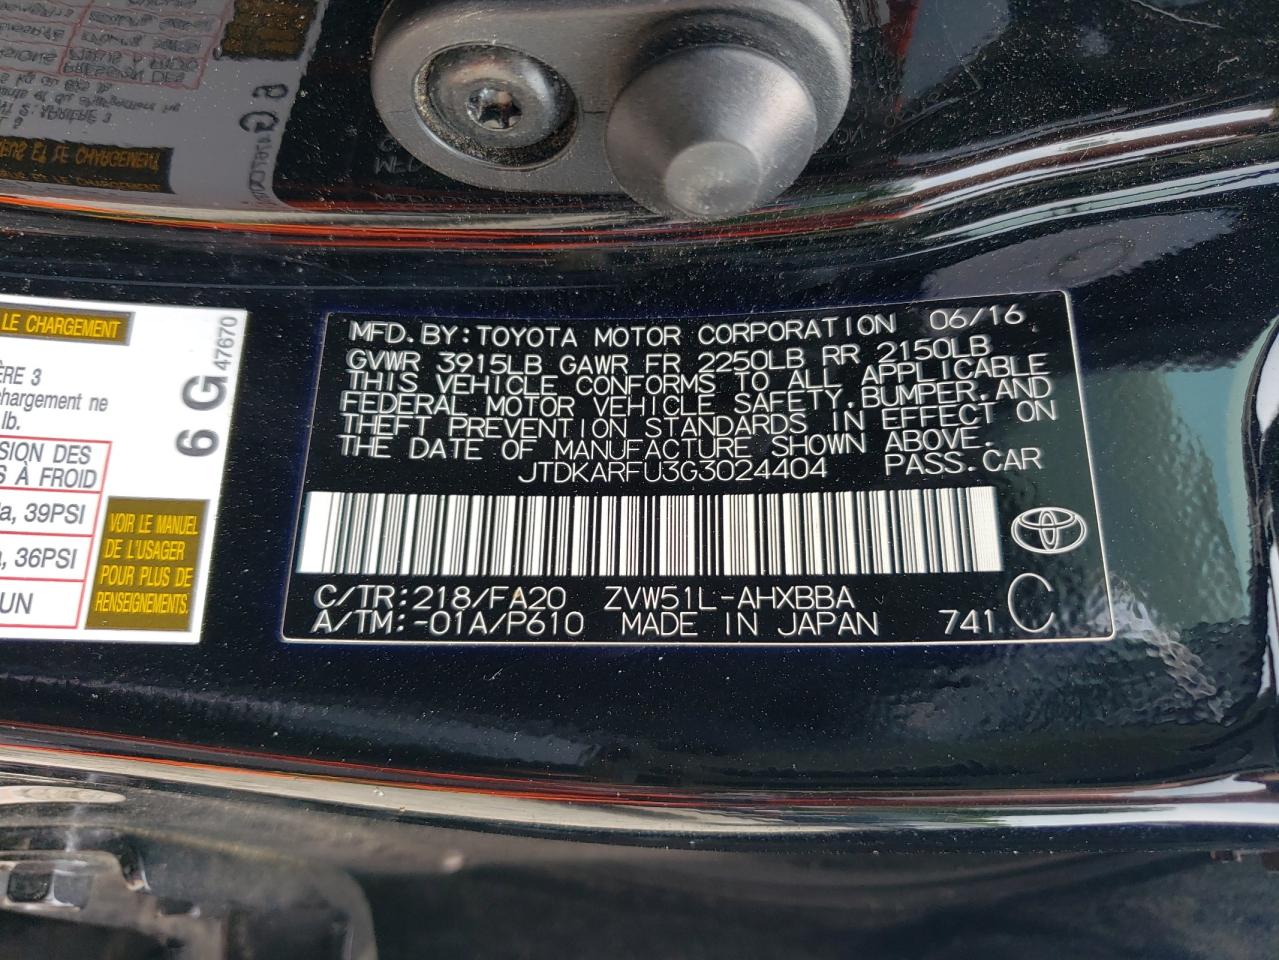 LE CHARGEMENT
ÈRE 3
chargement ne
lb.
SION DES
S À FROID
a, 39PSI
, 36PSI
UN
VOIR LE MANUEL
DE L'USAGER
POUR PLUS DE
RENSEIGNEMENTS.
6 G
47670
MFD.BY:TOYOTA MOTOR CORPORATION 06/16
GVWR 3915LB GAWR FR 2250LB RR 2150LB
THIS VEHICLE CONFORMS TO ALL APPLICABLE
FEDERAL MOTOR VEHICLE SAFETY,BUMPER,AND
THEFT PREVENTION STANDARDS IN EFFECT ON
THE DATE OF MANUFACTURE SHOWN ABOVE.
JTDKARFU3G3024404 PASS.CAR
C/TR:218/FA20 ZVW51L-AHXBBA
A/TM:-01A/P610 MADE IN JAPAN 741 C